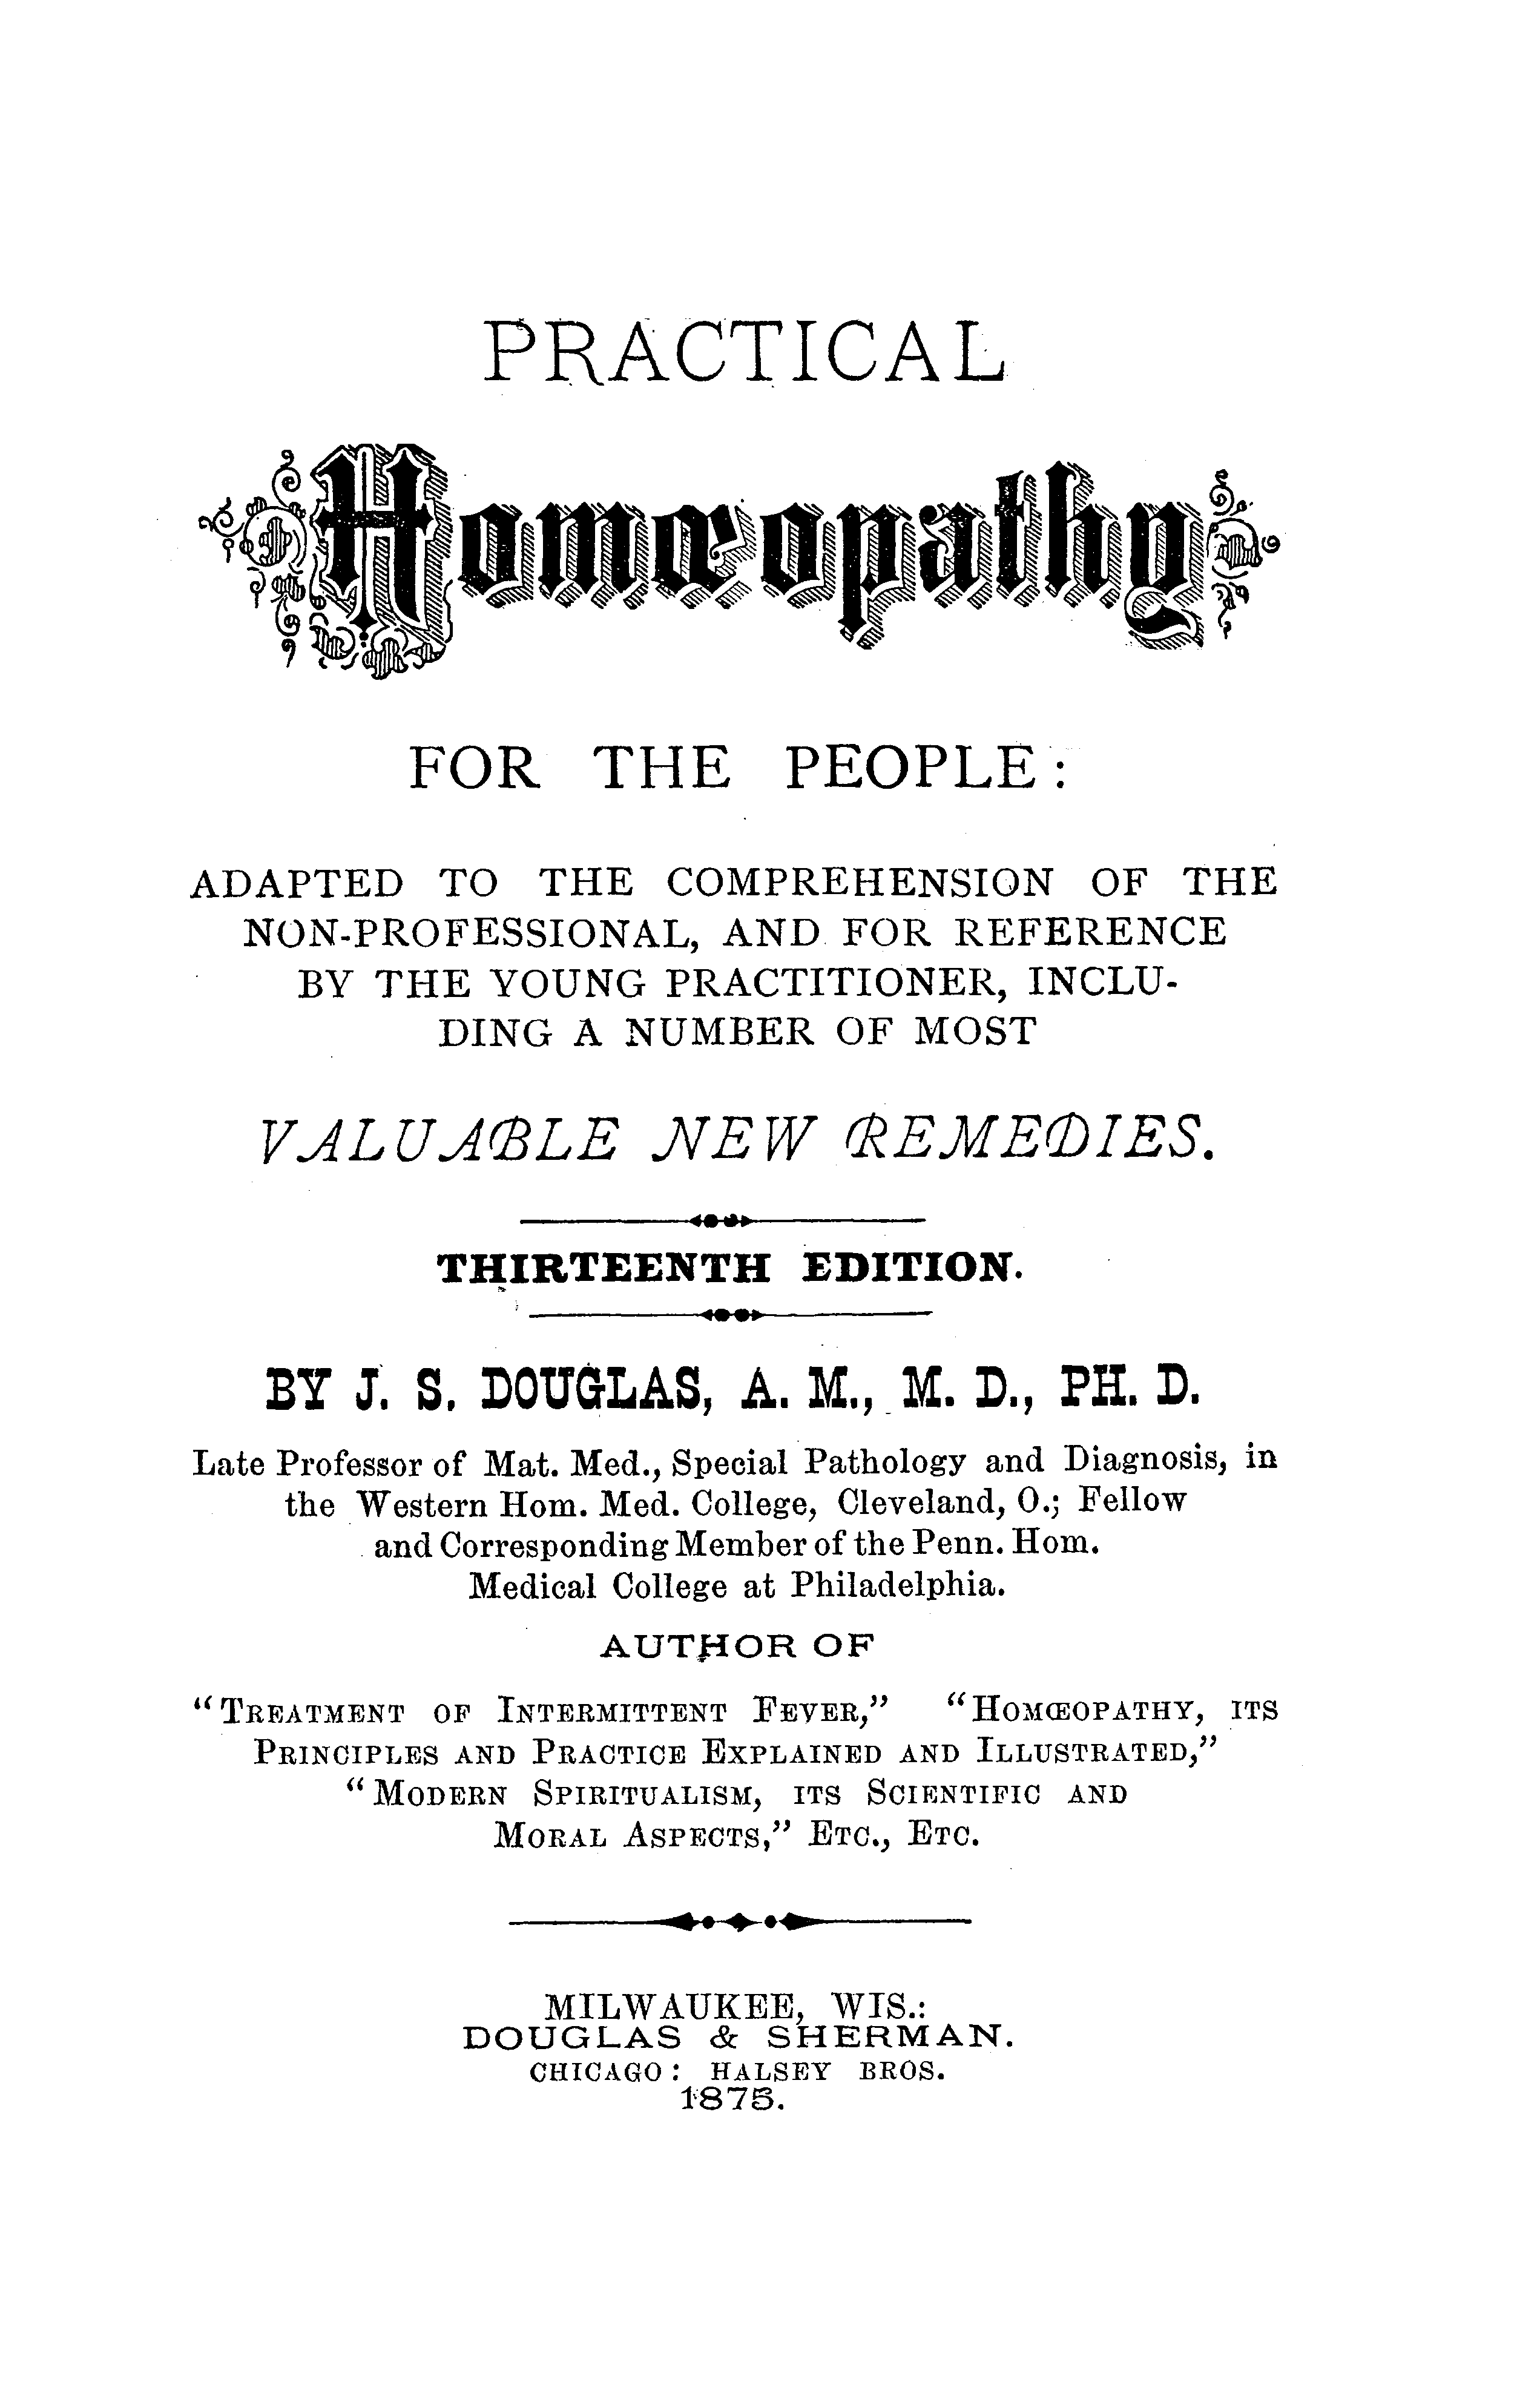 PRACTICAL
Homœopathy
FOR THE PEOPLE:
ADAPTED TO THE COMPREHENSION OF THE
NON-PROFESSIONAL, AND FOR REFERENCE
BY THE YOUNG PRACTITIONER, INCLU-
DING A NUMBER OF MOST
VALUABLE NEW REMEDIES.
THIRTEENTH EDITION.
BY J. S. DOUGLAS, A. M., M. D., PH. D.
Late Professor of Mat. Med., Special Pathology and Diagnosis, in
the Western Hom. Med. College, Cleveland, O.; Fellow
and Corresponding Member of the Penn. Hom.
Medical College at Philadelphia.
AUTHOR OF
"TREATMENT OF INTERMITTENT FEVER," "HOMŒOPATHY, ITS
PRINCIPLES AND PRACTICE EXPLAINED AND ILLUSTRATED,"
"MODERN SPIRITUALISM, ITS SCIENTIFIC AND
MORAL ASPECTS," ETC., ETC.
MILWAUKEE, WIS.:
DOUGLAS & SHERMAN.
CHICAGO: HALSEY BROS.
1875.